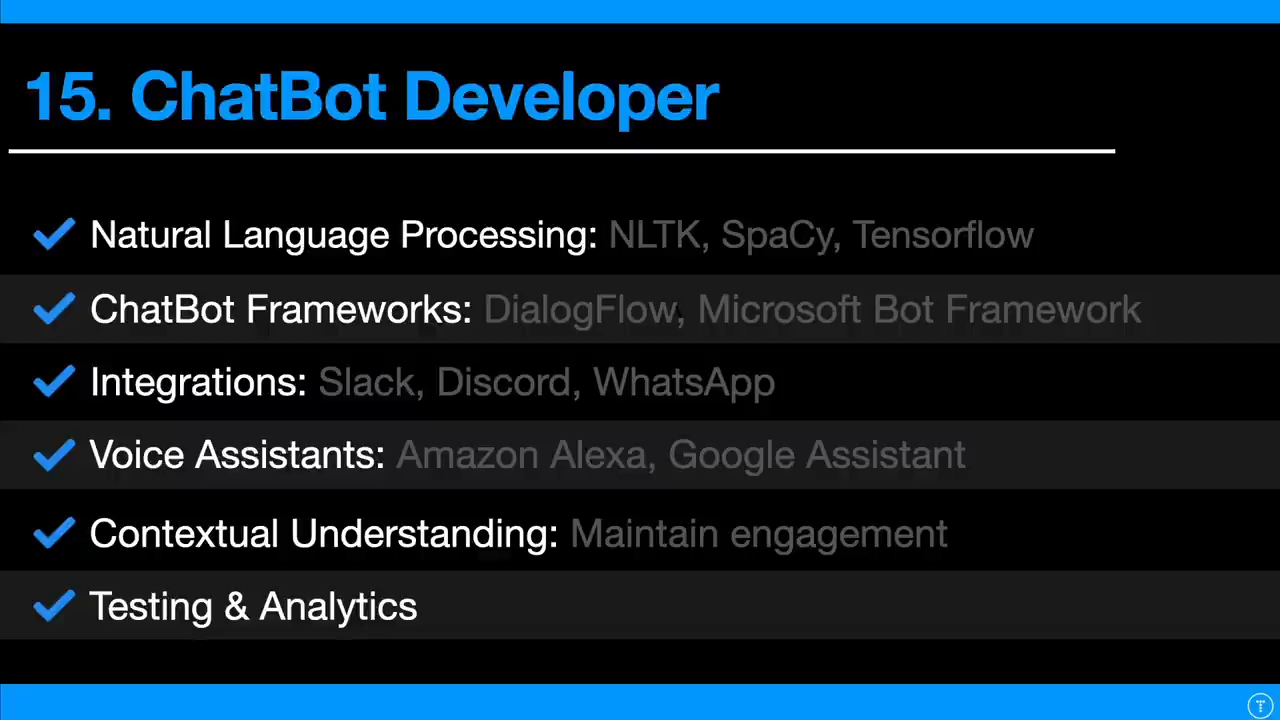 15. ChatBot Developer
Natural Language Processing: NLTK, SpaCy, Tensorflow
ChatBot Frameworks: DialogFlow, Microsoft Bot Framework
Integrations: Slack, Discord, WhatsApp
Voice Assistants: Amazon Alexa, Google Assistant
Contextual Understanding: Maintain engagement
Testing & Analytics
T